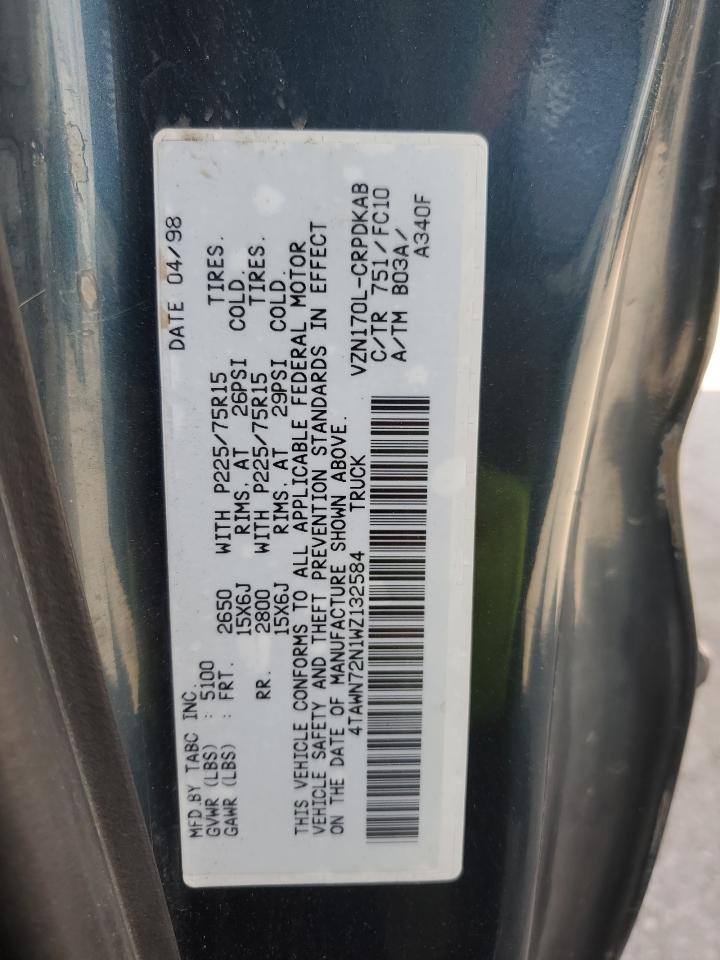 MFD.BY TABC INC. DATE 04/98
GVWR (LBS) : 5100
GAWR (LBS) : FRT. 2650 WITH P225/75R15 TIRES.
15X6J RIMS. AT 26PSI COLD.
RR. 2800 WITH P225/75R15 TIRES.
15X6J RIMS. AT 29PSI COLD.
THIS VEHICLE CONFORMS TO ALL APPLICABLE FEDERAL MOTOR
VEHICLE SAFETY AND THEFT PREVENTION STANDARDS IN EFFECT
ON THE DATE OF MANUFACTURE SHOWN ABOVE.
4TAWN72N1WZ132584 TRUCK VZN170L-CRPDKAB
C/TR 751/FC10
A/TM B03A/
A340F